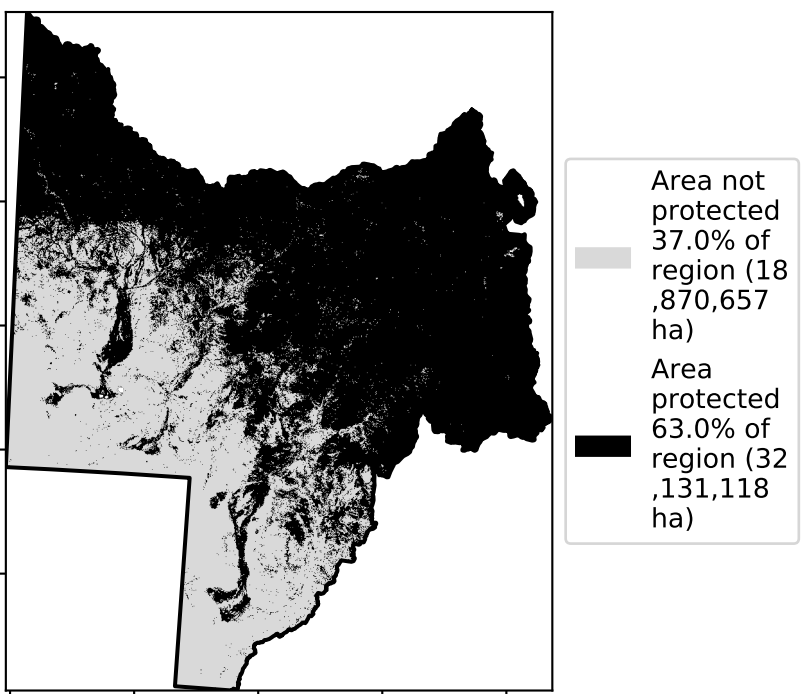 Area not
protected
37.0% of
region (18
,870,657
ha)
Area
protected
63.0% of
region (32
,131,118
ha)